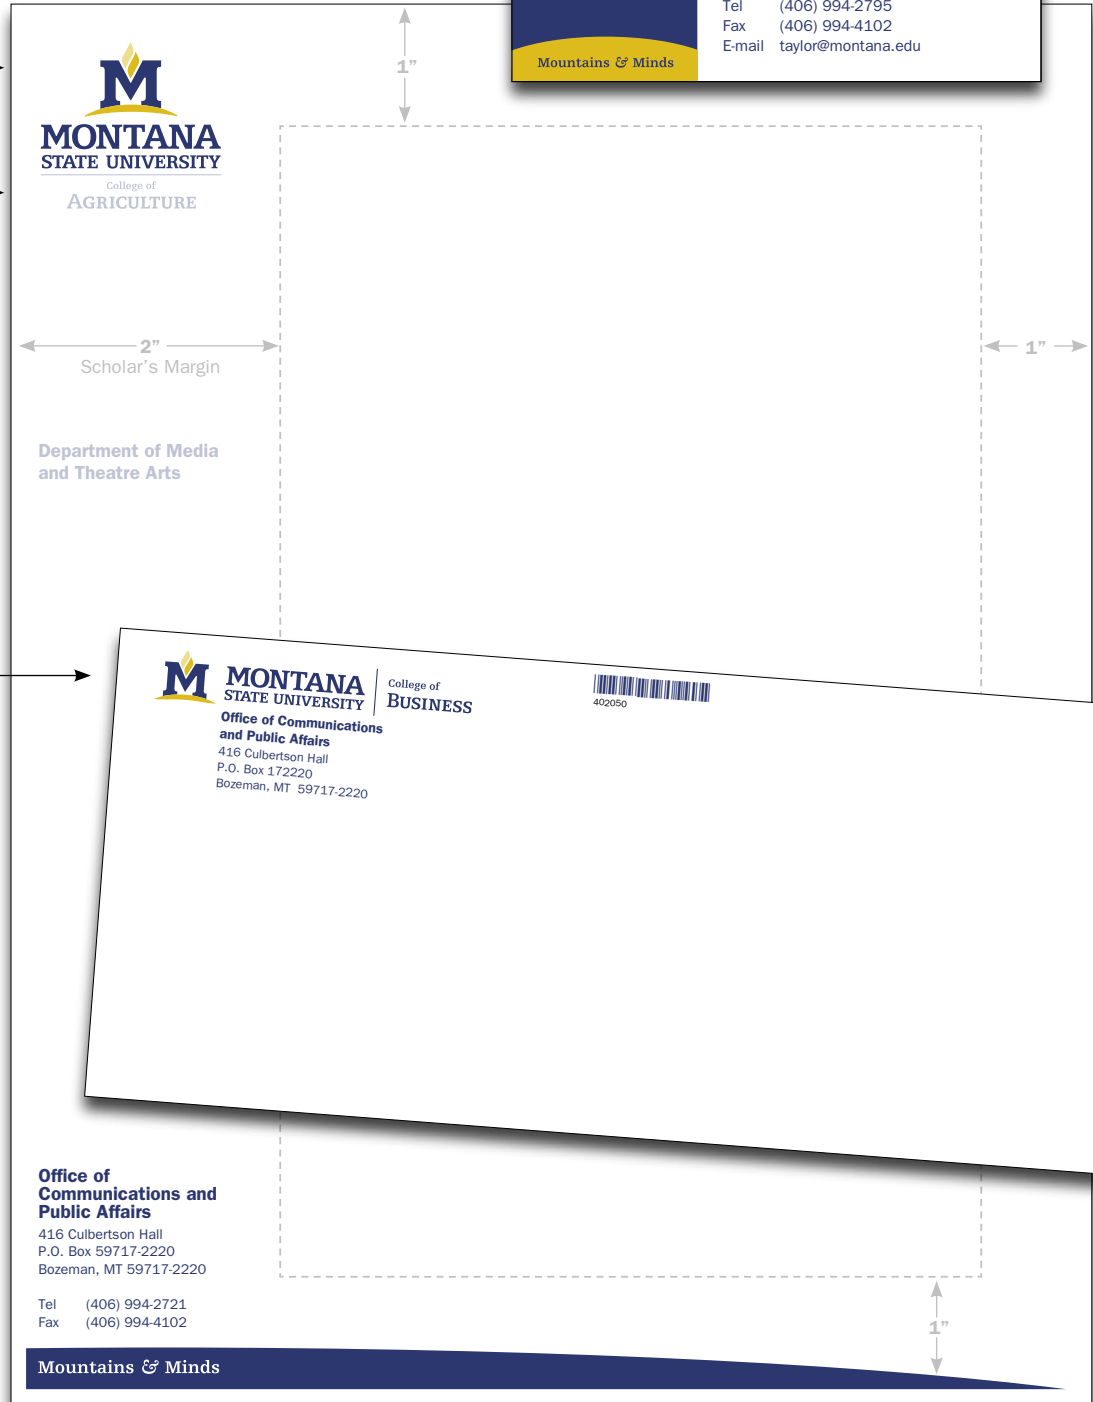 Tel (406) 994-2795
Fax (406) 994-4102
E-mail taylor@montana.edu
Mountains & Minds
1”
M
MONTANA
STATE UNIVERSITY
College of
AGRICULTURE
2”
Scholar’s Margin
1”
Department of Media
and Theatre Arts
M
MONTANA
STATE UNIVERSITY
College of
BUSINESS
402050
Office of Communications
and Public Affairs
416 Culbertson Hall
P.O. Box 172220
Bozeman, MT 59717-2220
Office of
Communications and
Public Affairs
416 Culbertson Hall
P.O. Box 59717-2220
Bozeman, MT 59717-2220
Tel (406) 994-2721
Fax (406) 994-4102
1”
Mountains & Minds